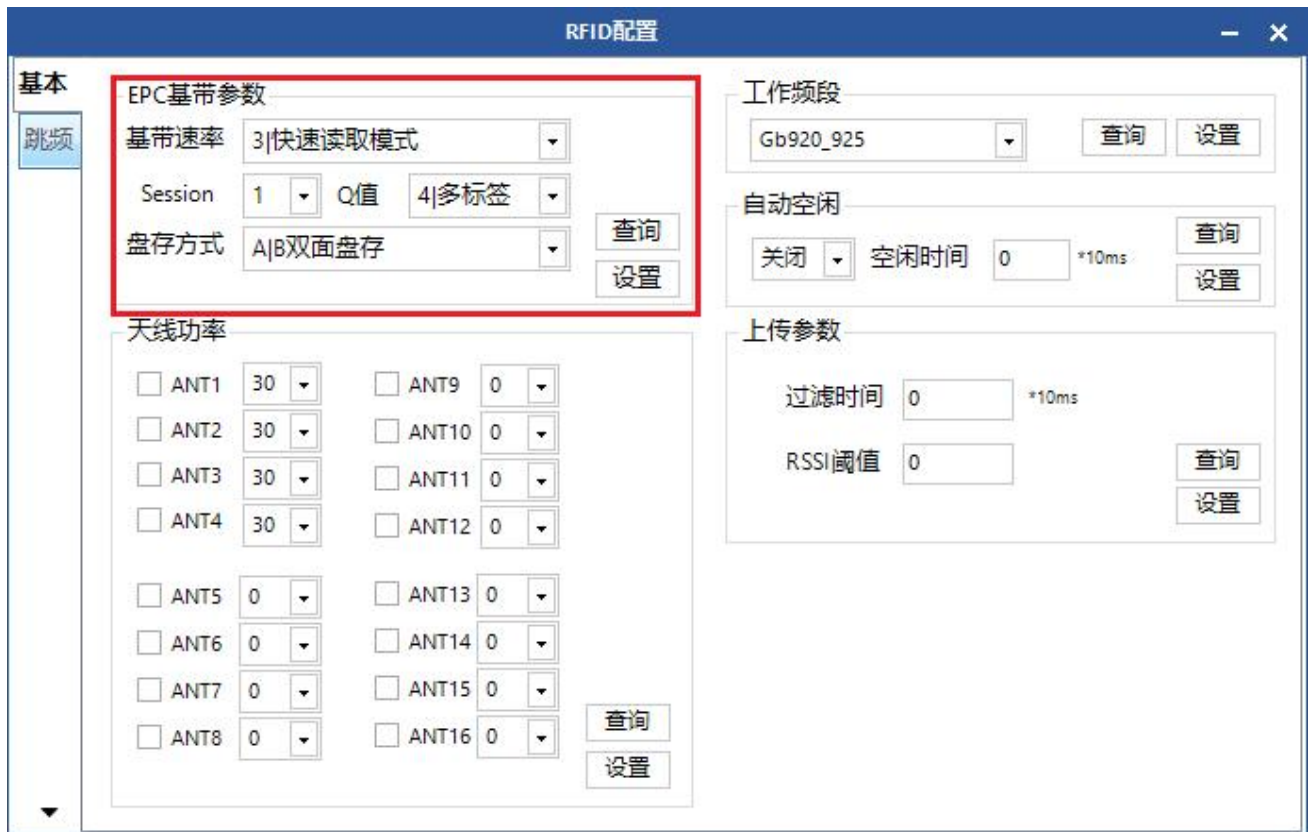 RFID配置
基本
跳频
EPC基带参数
基带速率 3|快速读取模式
Session 1 Q值 4|多标签
盘存方式 A|B双面盘存
查询
设置
天线功率
ANT1 30 ANT9 0
ANT2 30 ANT10 0
ANT3 30 ANT11 0
ANT4 30 ANT12 0
ANT5 0 ANT13 0
ANT6 0 ANT14 0
ANT7 0 ANT15 0
ANT8 0 ANT16 0
查询
设置
工作频段
Gb920_925 查询 设置
自动空闲
关闭 空闲时间 0 *10ms
查询
设置
上传参数
过滤时间 0 *10ms
RSSI阈值 0
查询
设置